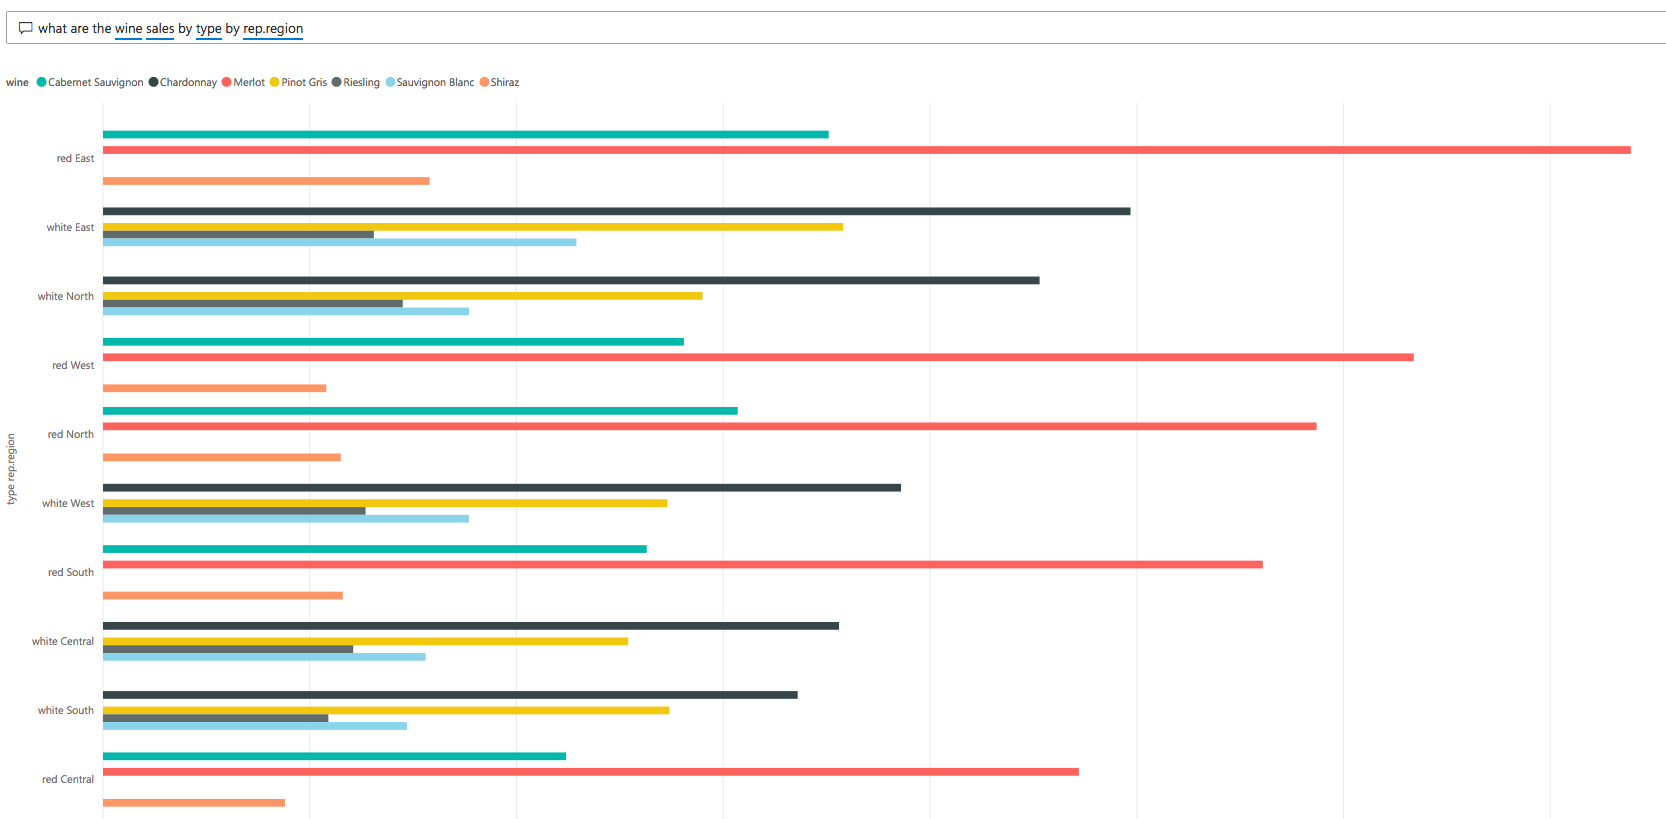 what are the wine sales by type by rep.region
wine Cabernet Sauvignon Chardonnay Merlot Pinot Gris Riesling Sauvignon Blanc Shiraz
red East
white East
white North
red West
red North
white West
red South
white Central
white South
red Central
type rep.region